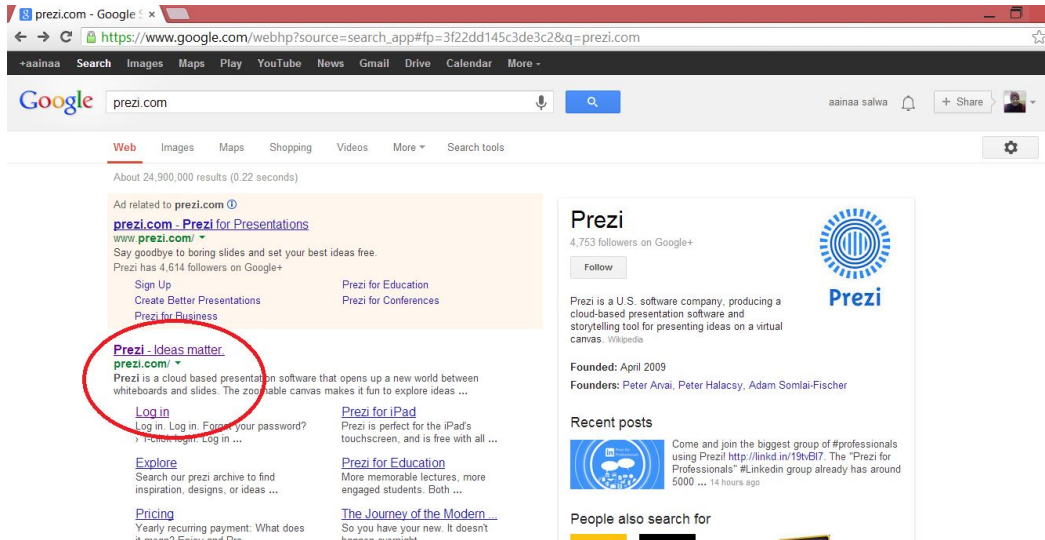 prezi.com - Google S
https://www.google.com/webhp?source=search_app#fp=3f22dd145c3de3c2&q=prezi.com
+aainaa Search Images Maps Play YouTube News Gmail Drive Calendar More
Google prezi.com aainaa salwa + Share
Web Images Maps Shopping Videos More Search tools
About 24,900,000 results (0.22 seconds)
Ad related to prezi.com
prezi.com - Prezi for Presentations
www.prezi.com/
Say goodbye to boring slides and set your best ideas free.
Prezi has 4,614 followers on Google+
Sign Up Prezi for Education
Create Better Presentations Prezi for Conferences
Prezi for Business
Prezi - Ideas matter.
prezi.com/
Prezi is a cloud based presentation software that opens up a new world between
whiteboards and slides. The zoomable canvas makes it fun to explore ideas ...
Log in
Log in. Log in. Forgot your password?
› 1-click login. Log in ...
Prezi for iPad
Prezi is perfect for the iPad's
touchscreen, and is free with all ...
Explore
Search our prezi archive to find
inspiration, designs, or ideas ...
Prezi for Education
More memorable lectures, more
engaged students. Both ...
Pricing
Yearly recurring payment: What does
it mean? Enjoy and Pro
The Journey of the Modern ...
So you have your new. It doesn't
happen overnight
Prezi
4,753 followers on Google+
Follow
Prezi
Prezi is a U.S. software company, producing a
cloud-based presentation software and
storytelling tool for presenting ideas on a virtual
canvas. Wikipedia
Founded: April 2009
Founders: Peter Arvai, Peter Halacsy, Adam Somlai-Fischer
Recent posts
Come and join the biggest group of #professionals
using Prezi! http://linkd.in/19tvBI7. The "Prezi for
Professionals" #Linkedin group already has around
5000 ... 14 hours ago
People also search for